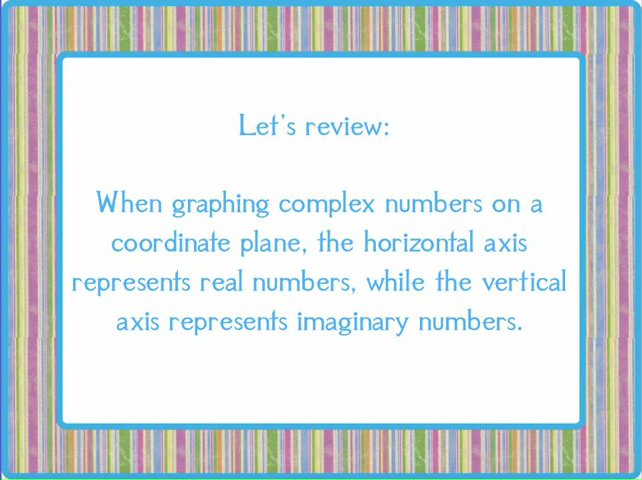 Let's review:
When graphing complex numbers on a
coordinate plane, the horizontal axis
represents real numbers, while the vertical
axis represents imaginary numbers.